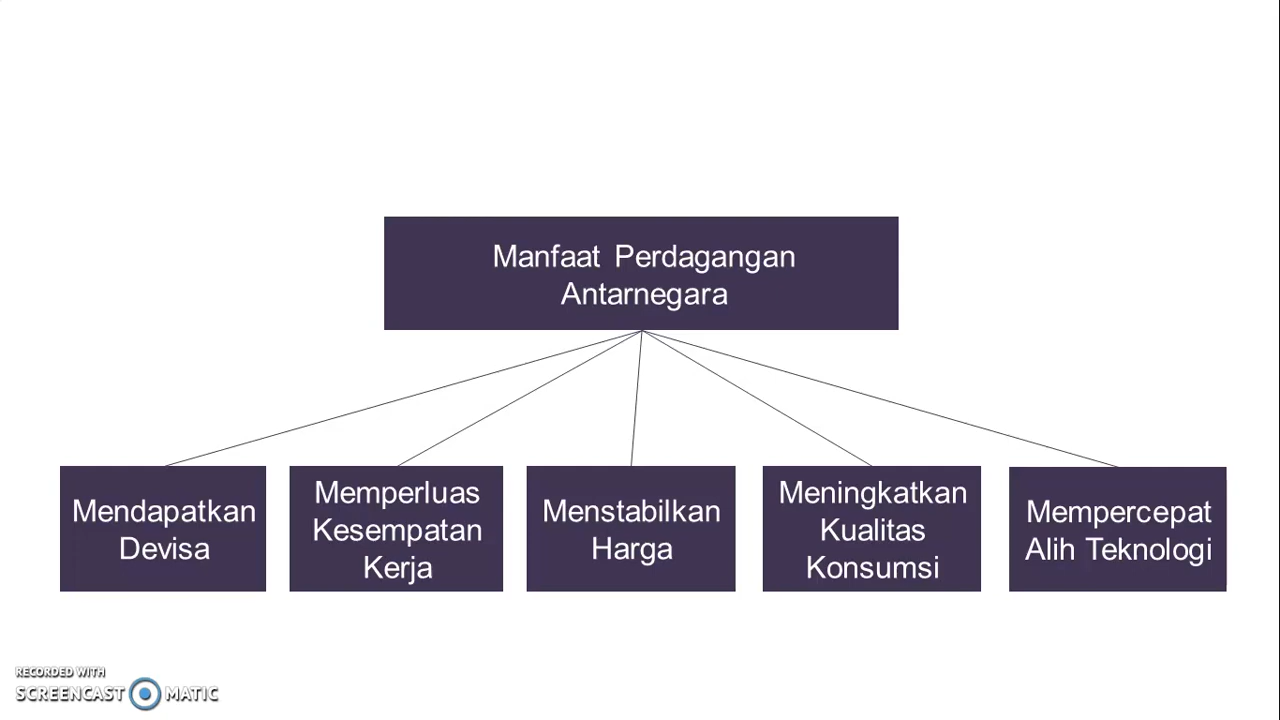 Manfaat Perdagangan
Antarnegara
Mendapatkan
Devisa
Memperluas
Kesempatan
Kerja
Menstabilkan
Harga
Meningkatkan
Kualitas
Konsumsi
Mempercepat
Alih Teknologi
RECORDED WITH
SCREENCAST MATIC